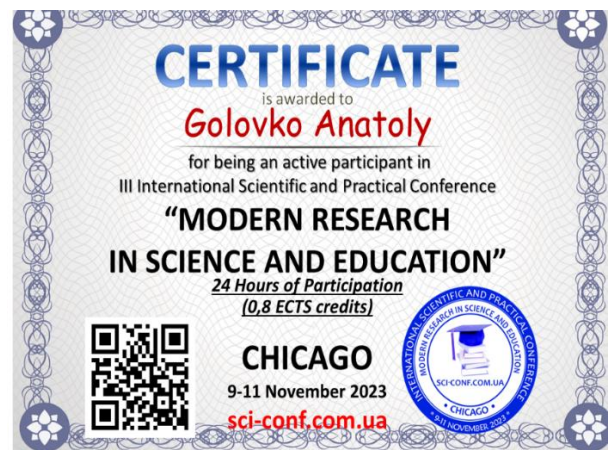 CERTIFICATE
is awarded to
Golovko Anatoly
for being an active participant in
III International Scientific and Practical Conference
“MODERN RESEARCH
IN SCIENCE AND EDUCATION”
24 Hours of Participation
(0,8 ECTS credits)
CHICAGO
9-11 November 2023
sci-conf.com.ua
INTERNATIONAL SCIENTIFIC AND PRACTICAL CONFERENCE
MODERN RESEARCH IN SCIENCE AND EDUCATION
SCI-CONF.COM.UA
• CHICAGO •
* 9-11 NOVEMBER 2023 *